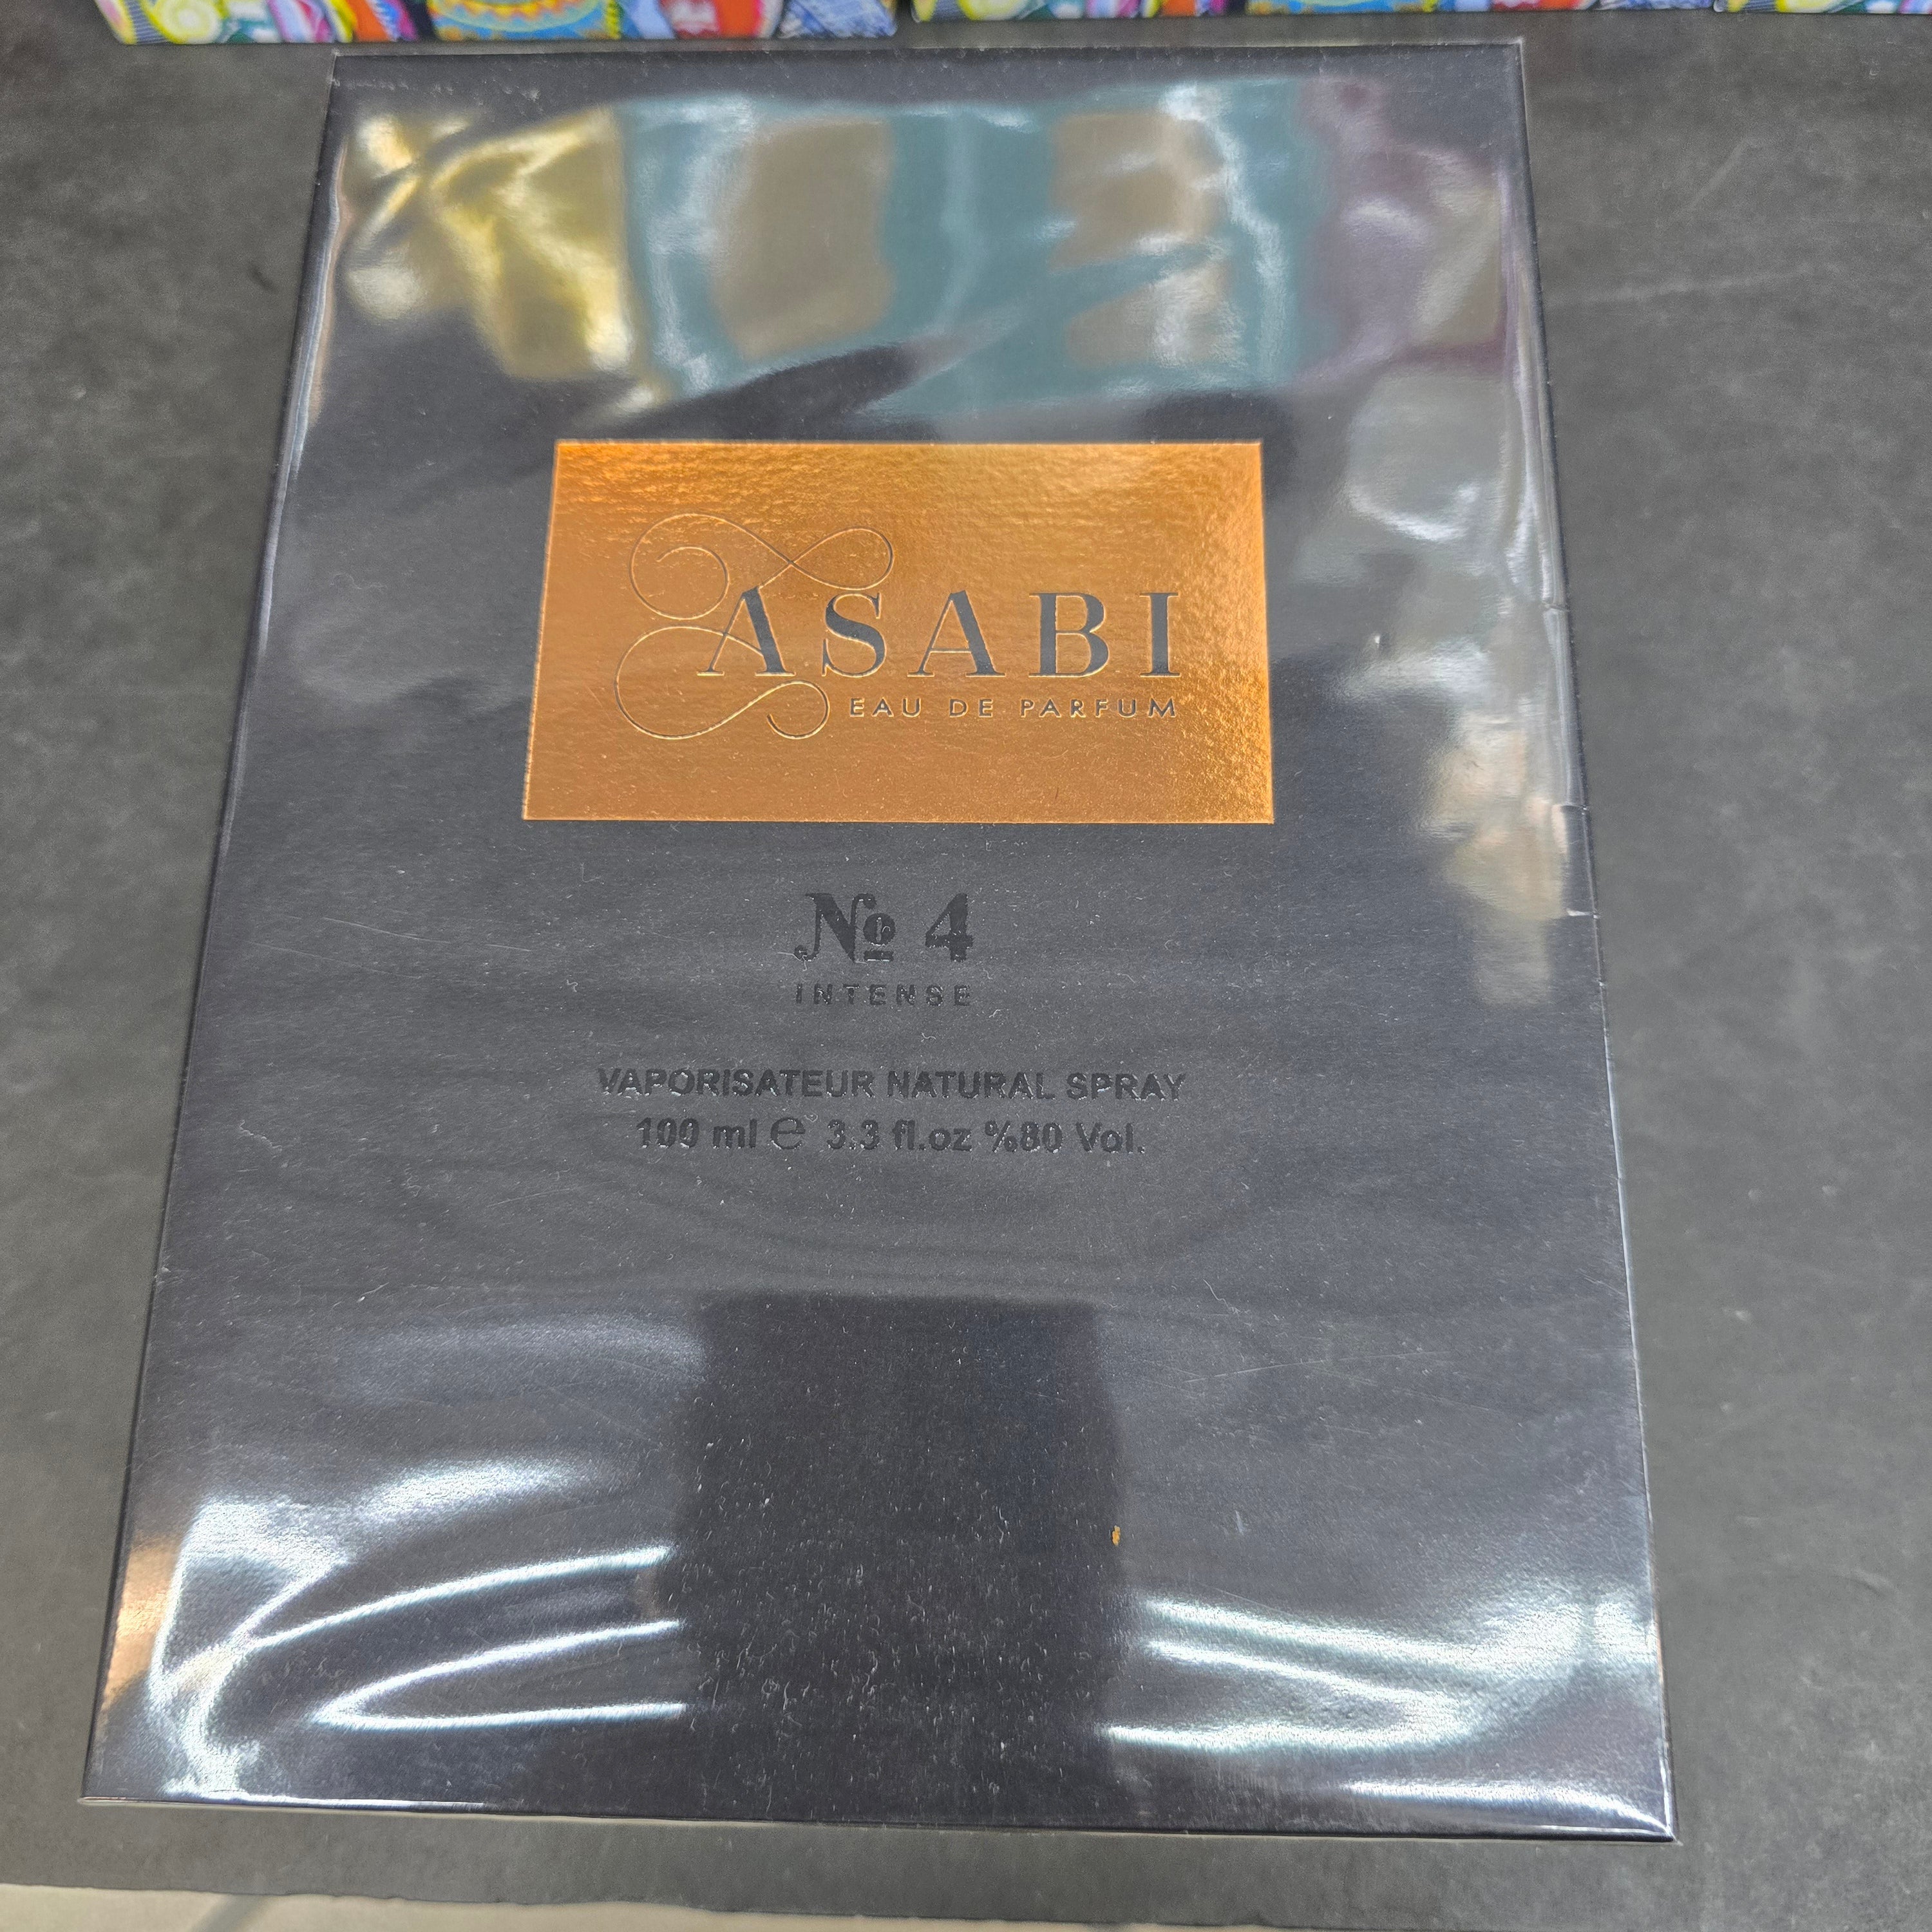 ASABI
EAU DE PARFUM
№ 4
INTENSE
VAPORISATEUR NATURAL SPRAY
100 ml ℮ 3.3 fl.oz %80 Vol.